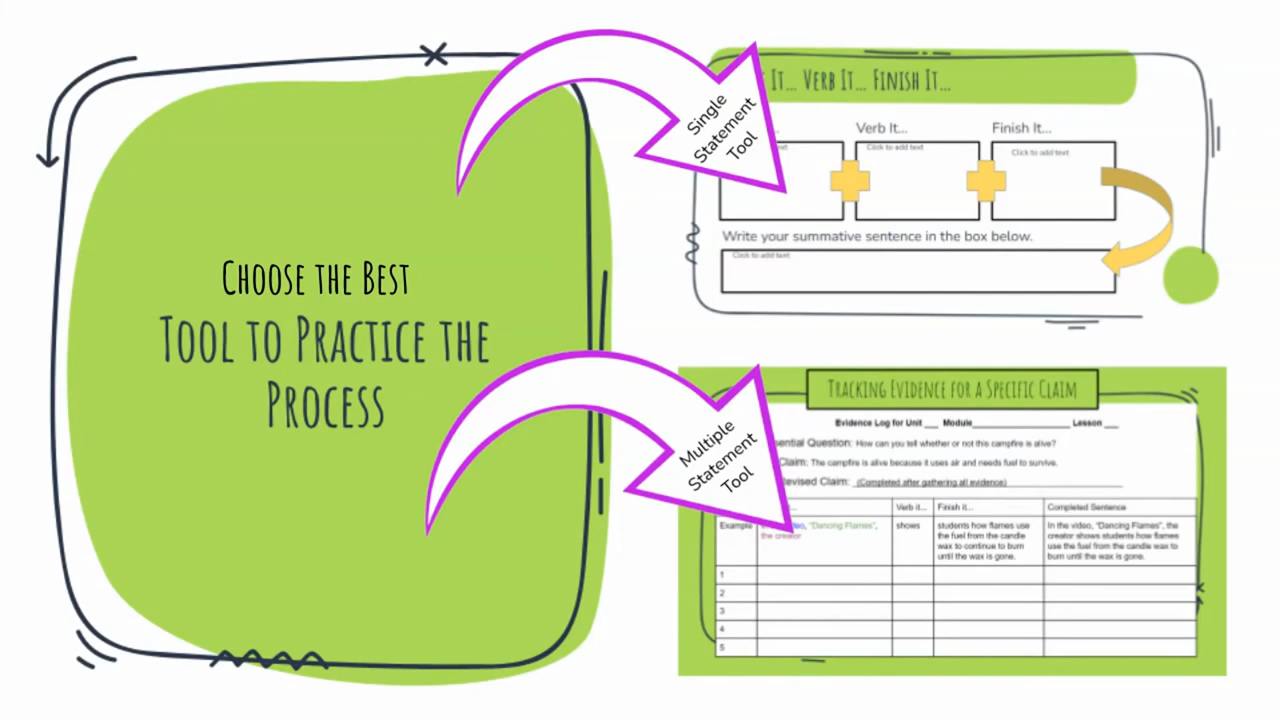 Choose the Best
Tool to Practice the
Process
Single
Statement
Tool
It... Verb It... Finish It...
Verb It...
Finish It...
text
Click to add text
Click to add text
Write your summative sentence in the box below.
Click to add text
Multiple
Statement
Tool
Tracking Evidence for a Specific Claim
Evidence Log for Unit ___ Module____________________ Lesson ___
Question: How can you tell whether or not this campfire is alive?
Claim: The campfire is alive because it uses air and needs fuel to survive.
Claim: (Completed after gathering all evidence)
Verb it... Finish it... Completed Sentence
Example "Dancing Flames", the creator
shows
students how flames use
the fuel from the candle
wax to continue to burn
until the wax is gone.
In the video, "Dancing Flames", the
creator shows students how flames
use the fuel from the candle wax to
burn until the wax is gone.
1
2
3
4
5